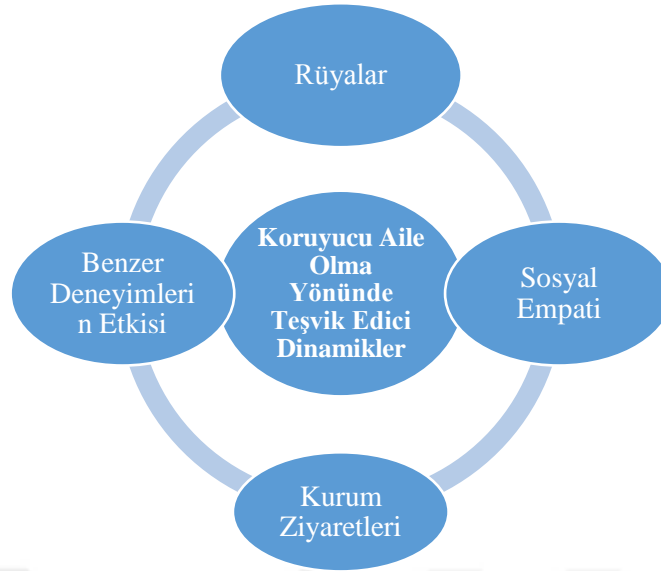 Rüyalar
Benzer
Deneyimleri
n Etkisi
Koruyucu Aile
Olma
Yönünde
Teşvik Edici
Dinamikler
Sosyal
Empati
Kurum
Ziyaretleri